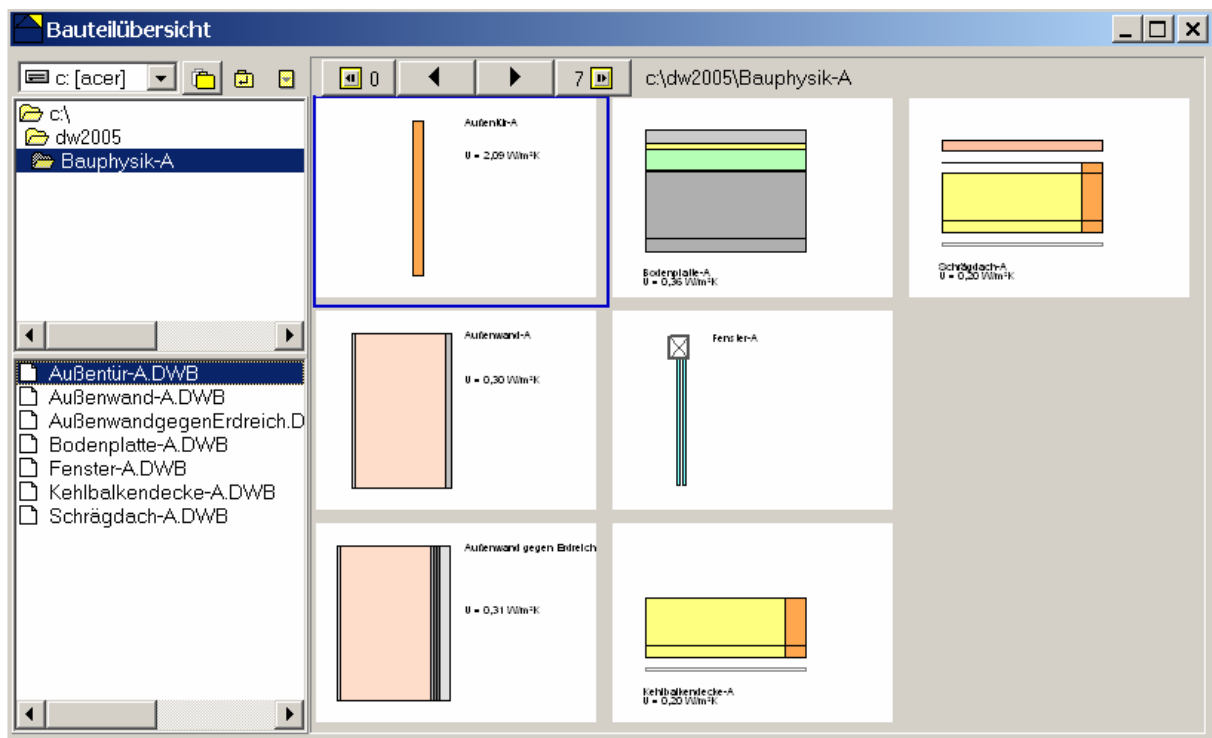 Bauteilübersicht
c: [acer]
0
7
c:\dw2005\Bauphysik-A
c:\
dw2005
Bauphysik-A
Außentür-A.DWB
Außenwand-A.DWB
AußenwandgegenErdreich.D
Bodenplatte-A.DWB
Fenster-A.DWB
Kehlbalkendecke-A.DWB
Schrägdach-A.DWB
Außentür-A
U = 2,09 W/m²K
Bodenplatte-A
U = 0,36 W/m²K
Schrägdach-A
U = 0,20 W/m²K
Außenwand-A
U = 0,30 W/m²K
Fenster-A
Außenwand gegen Erdreich
U = 0,31 W/m²K
Kehlbalkendecke-A
U = 0,20 W/m²K